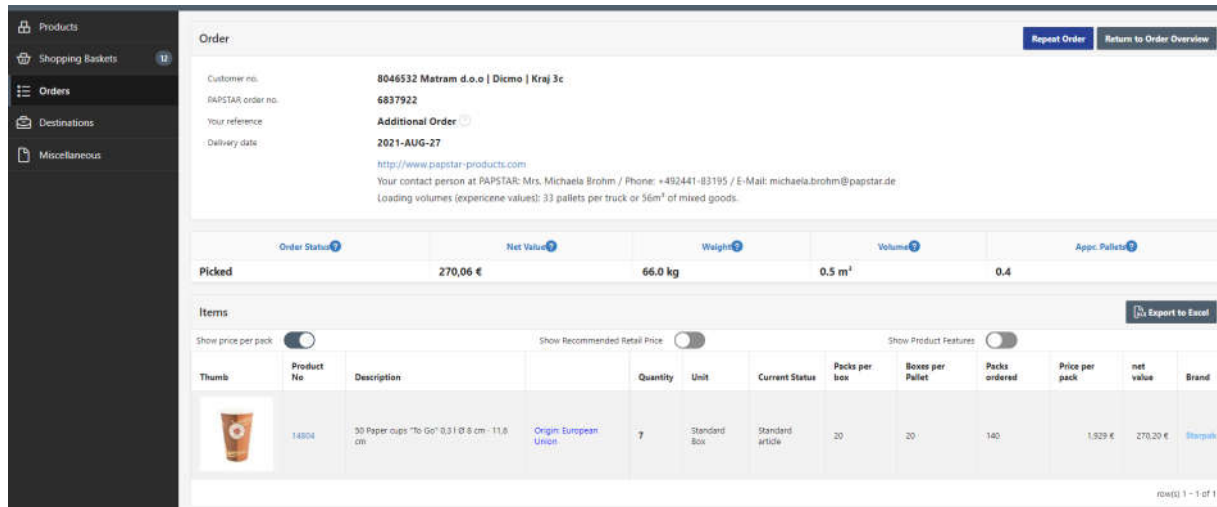 Products
Shopping Baskets 12
Orders
Destinations
Miscellaneous
Order
Repeat Order
Return to Order Overview
Customer no. 8046532 Matram d.o.o | Dicmo | Kraj 3c
PAPSTAR order no. 6837922
Your reference Additional Order
Delivery date 2021-AUG-27
http://www.papstar-products.com
Your contact person at PAPSTAR: Mrs. Michaela Brohm / Phone: +492441-83195 / E-Mail: michaela.brohm@papstar.de
Loading volumes (expericene values): 33 pallets per truck or 56m³ of mixed goods.
Order Status? Net Value? Weight? Volume? Appr. Pallets?
Picked 270,06 € 66.0 kg 0.5 m³ 0.4
Items
Export to Excel
Show price per pack Show Recommended Retail Price Show Product Features
Thumb Product No Description Quantity Unit Current Status Packs per box Boxes per Pallet Packs ordered Price per pack net value Brand
14804 50 Paper cups "To Go" 0,3 l Ø 8 cm · 11,8 cm Origin: European Union 7 Standard Box Standard article 20 20 140 1,929 € 270,20 € Starpak
row(s) 1 - 1 of 1